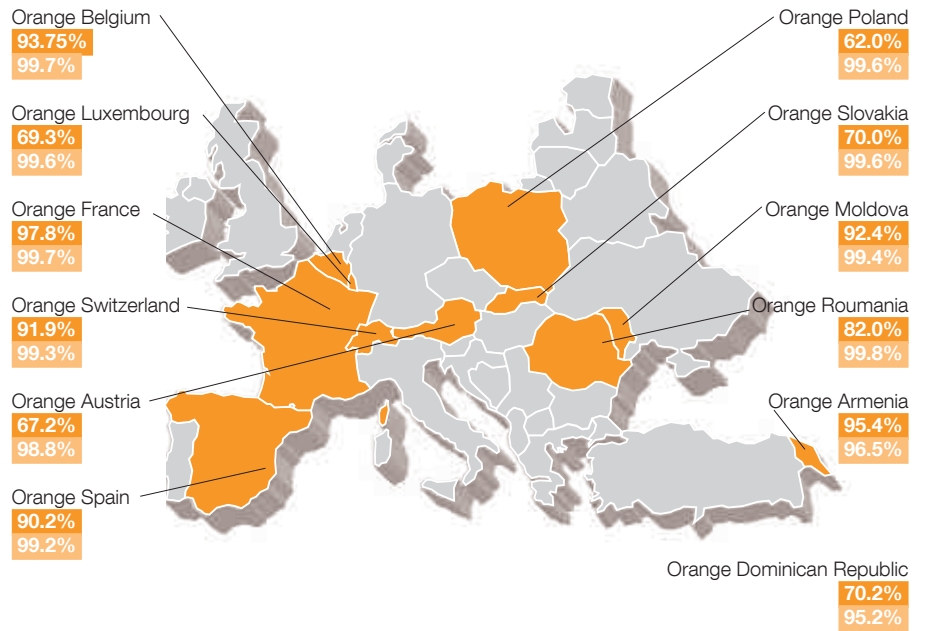 Orange Belgium
93.75%
99.7%
Orange Luxembourg
69.3%
99.6%
Orange France
97.8%
99.7%
Orange Switzerland
91.9%
99.3%
Orange Austria
67.2%
98.8%
Orange Spain
90.2%
99.2%
Orange Poland
62.0%
99.6%
Orange Slovakia
70.0%
99.6%
Orange Moldova
92.4%
99.4%
Orange Roumania
82.0%
99.8%
Orange Armenia
95.4%
96.5%
Orange Dominican Republic
70.2%
95.2%